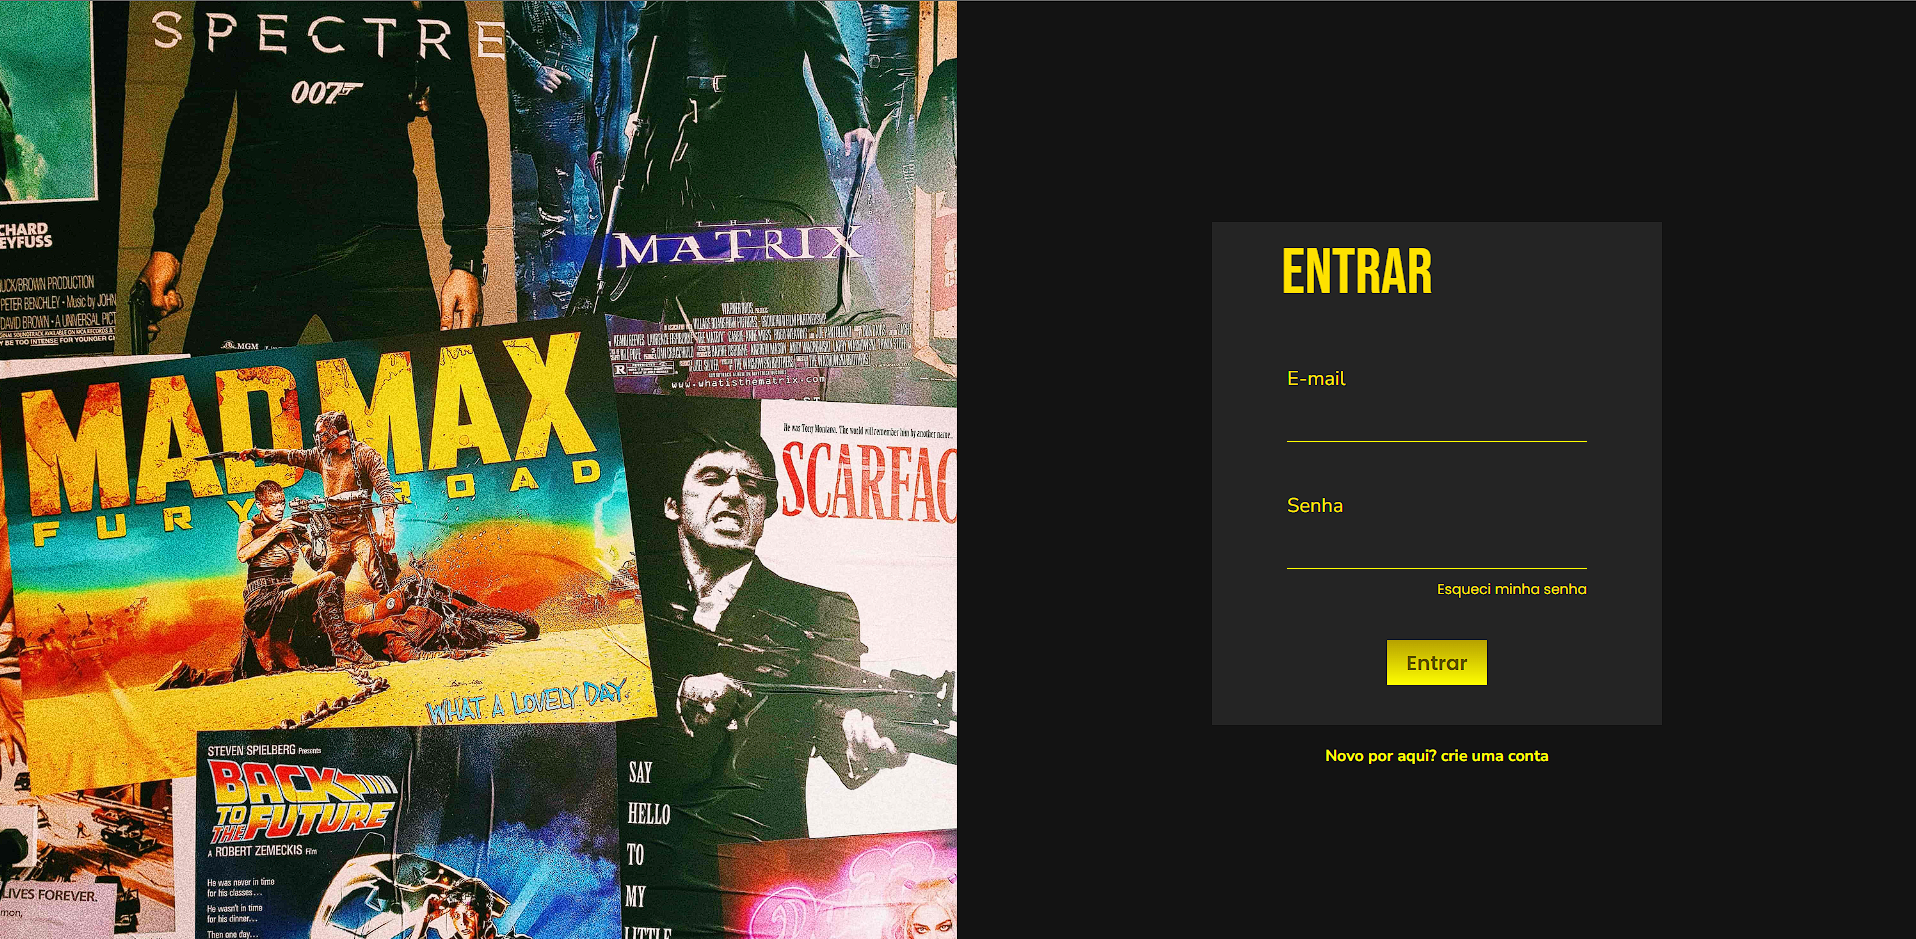 SPECTRE
007
CHARD
EYFUSS
UCK/BROWN PRODUCTION
PETER BENCHLEY • Music by JOHN
DAVID BROWN • A UNIVERSAL PICT
Y BE TOO INTENSE FOR YOUNGER C
MGM
THE
MATRIX
R
www.whatisthematrix.com
MAD MAX
FURY ROAD
WHAT A LOVELY DAY.
He was Tony Montana. The world will remember him by another name...
SCARFAC
SAY
HELLO
TO
MY
LITTLE
STEVEN SPIELBERG Presents
BACK
TO
THE FUTURE
A ROBERT ZEMECKIS Film
He was never in time
for his classes...
He wasn't in time
for his dinner...
Then one day...
LIVES FOREVER.
mon,
ENTRAR
E-mail
Senha
Esqueci minha senha
Entrar
Novo por aqui? crie uma conta